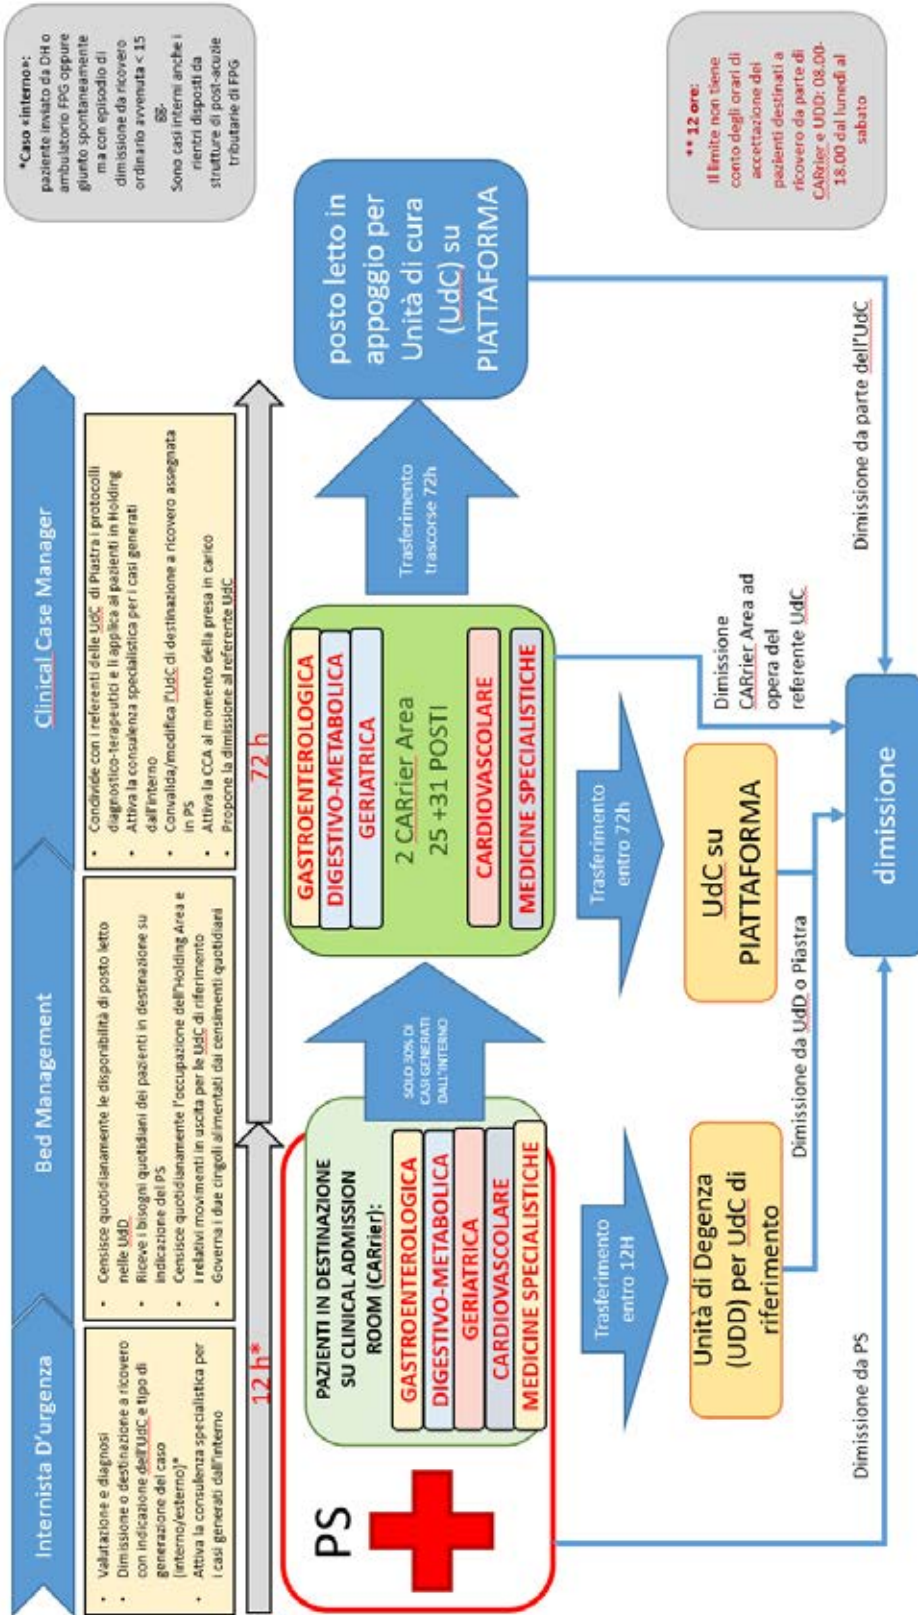 Internista D'urgenza
Bed Management
Clinical Case Manager
• Valutazione e diagnosi
• Dimissione o destinazione a ricovero
con indicazione dell'UdC e tipo di
generazione del caso
(interno/esterno)*
• Attiva la consulenza specialistica per
i casi generati dall'interno
• Censisce quotidianamente le disponibilità di posto letto
nelle UdD
• Riceve i bisogni quotidiani dei pazienti in destinazione su
indicazione del PS
• Censisce quotidianamente l'occupazione dell'Holding Area e
i relativi movimenti in uscita per le UdC di riferimento
• Governa i due cingoli alimentati dai censimenti quotidiani
• Condivide con i referenti delle UdC di Piastra i protocolli
diagnostico-terapeutici e li applica ai pazienti in Holding
• Attiva la consulenza specialistica per i casi generati
dall'interno
• Convalida/modifica l'UdC di destinazione a ricovero assegnata
in PS
• Attiva la CCA al momento della presa in carico
• Propone la dimissione al referente UdC
*Caso «interno»:
paziente inviato da DH o
ambulatorio FPG oppure
giunto spontaneamente
ma con episodio di
dimissione da ricovero
ordinario avvenuta < 15
gg-
Sono casi interni anche i
rientri disposti da
strutture di post-acuzie
tributarie di FPG
12 h*
72 h
PS
PAZIENTI IN DESTINAZIONE
SU CLINICAL ADMISSION
ROOM (CARrier):
GASTROENTEROLOGICA
DIGESTIVO-METABOLICA
GERIATRICA
CARDIOVASCOLARE
MEDICINE SPECIALISTICHE
SOLO 30% DI
CASI GENERATI
DALL'INTERNO
GASTROENTEROLOGICA
DIGESTIVO-METABOLICA
GERIATRICA
2 CARrier Area
25 +31 POSTI
CARDIOVASCOLARE
MEDICINE SPECIALISTICHE
Trasferimento
trascorse 72h
posto letto in
appoggio per
Unità di cura
(UdC) su
PIATTAFORMA
Trasferimento
entro 12H
Trasferimento
entro 72h
Unità di Degenza
(UDD) per UdC di
riferimento
UdC su
PIATTAFORMA
Dimissione
CARrier Area ad
opera del
referente UdC
Dimissione da PS
Dimissione da UdD o Piastra
Dimissione da parte dell'UdC
dimissione
** 12 ore:
Il limite non tiene
conto degli orari di
accettazione dei
pazienti destinati a
ricovero da parte di
CARrier e UDD: 08.00-
18.00 dal lunedì al
sabato